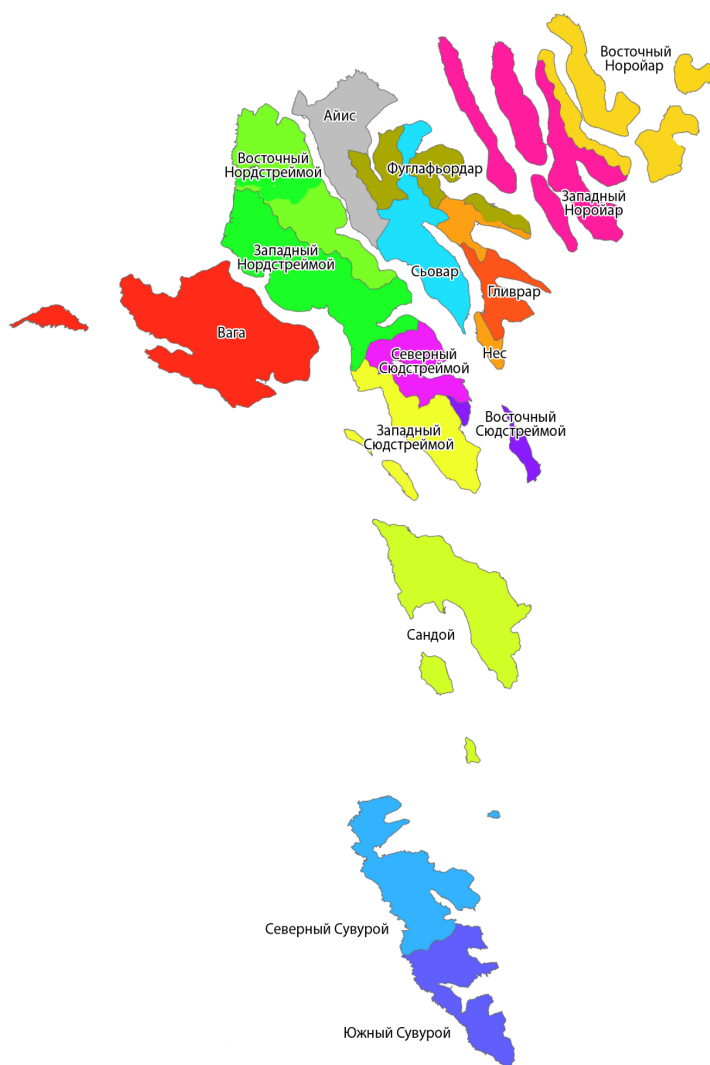 Восточный
Норойар
Айис
Восточный
Нордстреймой
Фуглафьордар
Западный
Норойар
Западный
Нордстреймой
Сьовар
Гливрар
Вага
Северный
Сюдстреймой
Нес
Восточный
Сюдстреймой
Западный
Сюдстреймой
Сандой
Северный Сувурой
Южный Сувурой